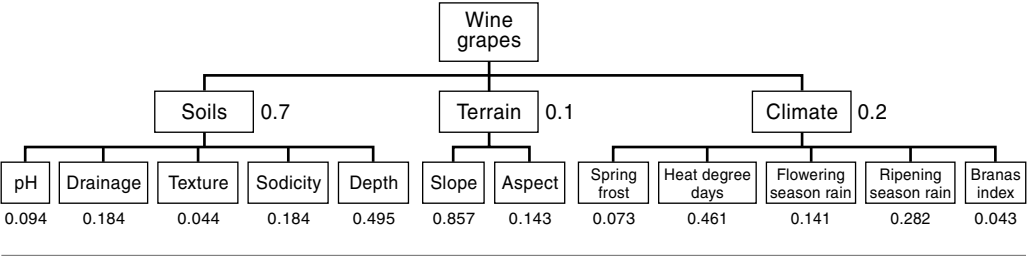 Wine
grapes
Soils 0.7 Terrain 0.1 Climate 0.2
pH Drainage Texture Sodicity Depth Slope Aspect Spring frost Heat degree days Flowering season rain Ripening season rain Branas index
0.094 0.184 0.044 0.184 0.495 0.857 0.143 0.073 0.461 0.141 0.282 0.043